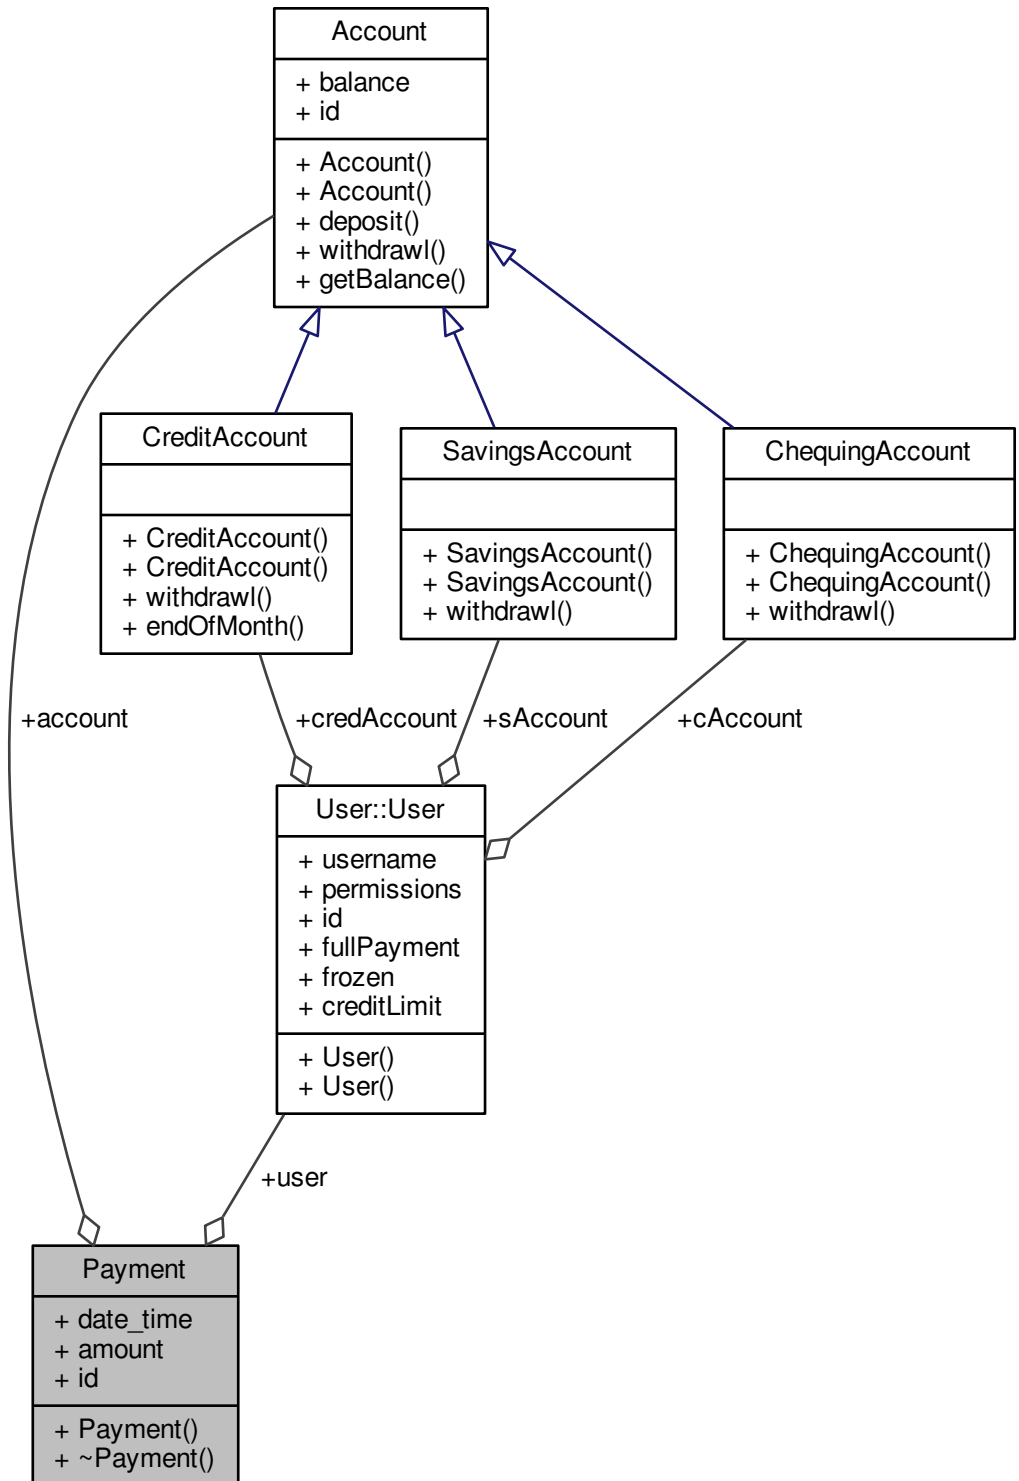 Account
+ balance
+ id
+ Account()
+ Account()
+ deposit()
+ withdrawl()
+ getBalance()
CreditAccount
+ CreditAccount()
+ CreditAccount()
+ withdrawl()
+ endOfMonth()
SavingsAccount
+ SavingsAccount()
+ SavingsAccount()
+ withdrawl()
ChequingAccount
+ ChequingAccount()
+ ChequingAccount()
+ withdrawl()
+account
+credAccount
+sAccount
+cAccount
User::User
+ username
+ permissions
+ id
+ fullPayment
+ frozen
+ creditLimit
+ User()
+ User()
+user
Payment
+ date_time
+ amount
+ id
+ Payment()
+ ~Payment()